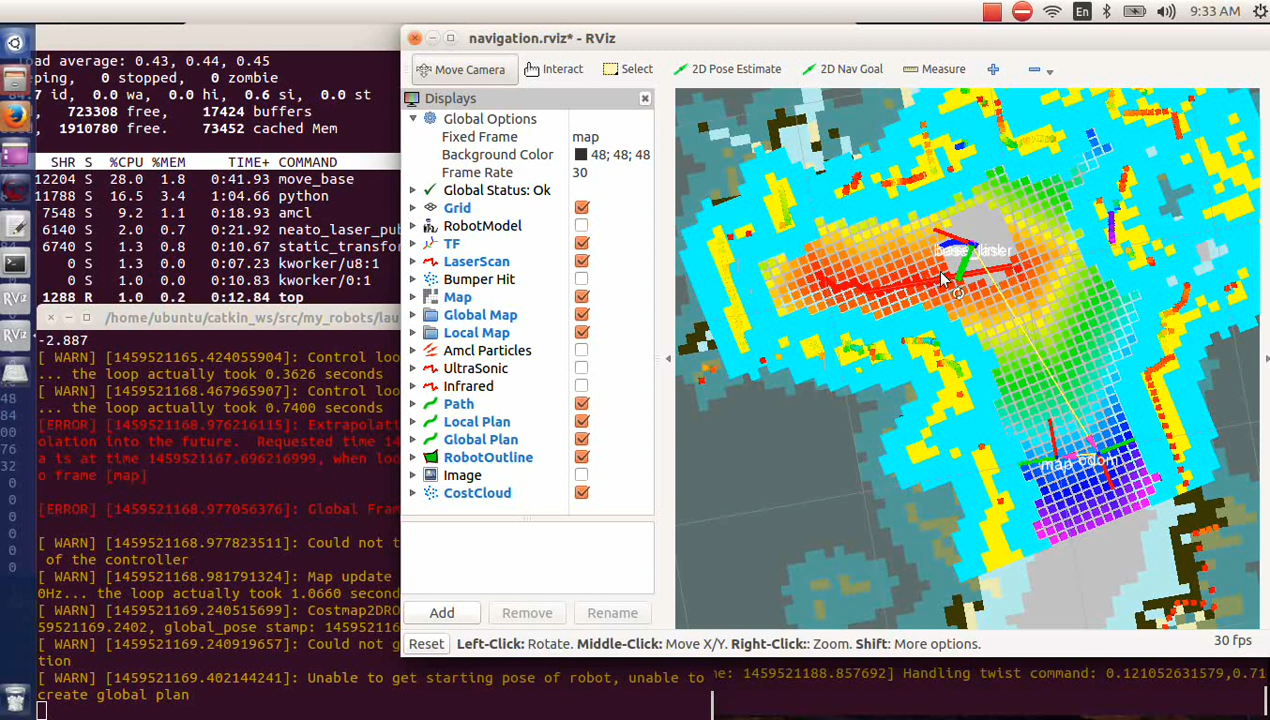 En
9:33 AM
navigation.rviz* - RViz
load average: 0.43, 0.44, 0.45
0 stopped, 0 zombie
id, 0.0 wa, 0.0 hi, 0.6 si, 0.0 st
723308 free, 17424 buffers
1910780 free. 73452 cached Mem
SHR S %CPU %MEM TIME+ COMMAND
12204 S 28.0 1.8 0:41.93 move_base
11788 S 16.5 3.4 1:04.66 python
7548 S 9.2 1.1 0:18.93 amcl
6140 S 2.0 0.7 0:21.92 neato_laser_pu
6740 S 1.3 0.8 0:10.67 static_transfo
0 S 1.3 0.0 0:07.23 kworker/u8:1
0 S 1.3 0.0 0:10.83 kworker/0:1
1288 R 1.0 0.2 0:12.84 top
/home/ubuntu/catkin_ws/src/my_robots/lau
-2.887
[ WARN] [1459521165.424055904]: Control loo
... the loop actually took 0.3626 seconds
[ WARN] [1459521168.467965907]: Control loo
... the loop actually took 0.7400 seconds
[ERROR] [1459521168.976216115]: Extrapolat
olation into the future. Requested time 14
a is at time 1459521167.696216999, when loo
o frame [map]
[ERROR] [1459521168.977056376]: Global Fram
[ WARN] [1459521168.977823511]: Could not t
of the controller
[ WARN] [1459521168.981791324]: Map update
0Hz... the loop actually took 1.0660 seconds
[ WARN] [1459521169.240515699]: Costmap2DRO
59521169.2402, global_pose stamp: 14595211
[ WARN] [1459521169.240919657]: Could not g
tion
[ WARN] [1459521169.402144241]: Unable to get starting pose of robot, unable to
create global plan
Move Camera
Interact
Select
2D Pose Estimate
2D Nav Goal
Measure
Displays
Global Options
Fixed Frame map
Background Color 48; 48; 48
Frame Rate 30
Global Status: Ok
Grid
RobotModel
TF
LaserScan
Bumper Hit
Map
Global Map
Local Map
Amcl Particles
UltraSonic
Infrared
Path
Local Plan
Global Plan
RobotOutline
Image
CostCloud
Add
Remove
Rename
map odom
Reset
Left-Click: Rotate. Middle-Click: Move X/Y. Right-Click:: Zoom. Shift: More options.
30 fps
1459521188.857692] Handling twist command: 0.121052631579,0.71
RViz
RViz